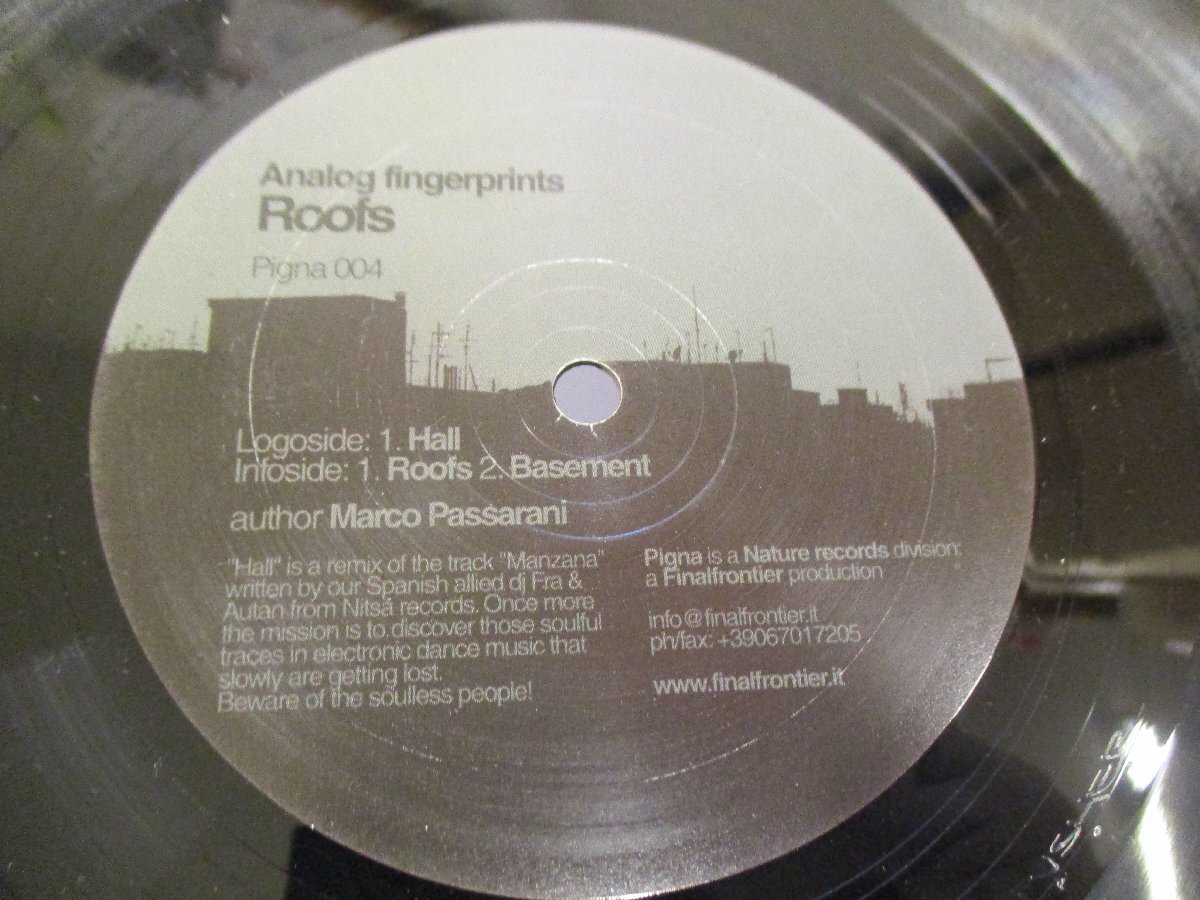 Analog fingerprints
Roofs
Pigna 004
Logoside: 1. Hall
Infoside: 1. Roofs 2. Basement
author Marco Passarani
"Hall" is a remix of the track "Manzana"
written by our Spanish allied dj Fra &
Autan from Nitsa records. Once more
the mission is to discover those soulful
traces in electronic dance music that
slowly are getting lost.
Beware of the soulless people!
Pigna is a Nature records division:
a Finalfrontier production
info@finalfrontier.it
ph/fax: +39067017205
www.finalfrontier.it